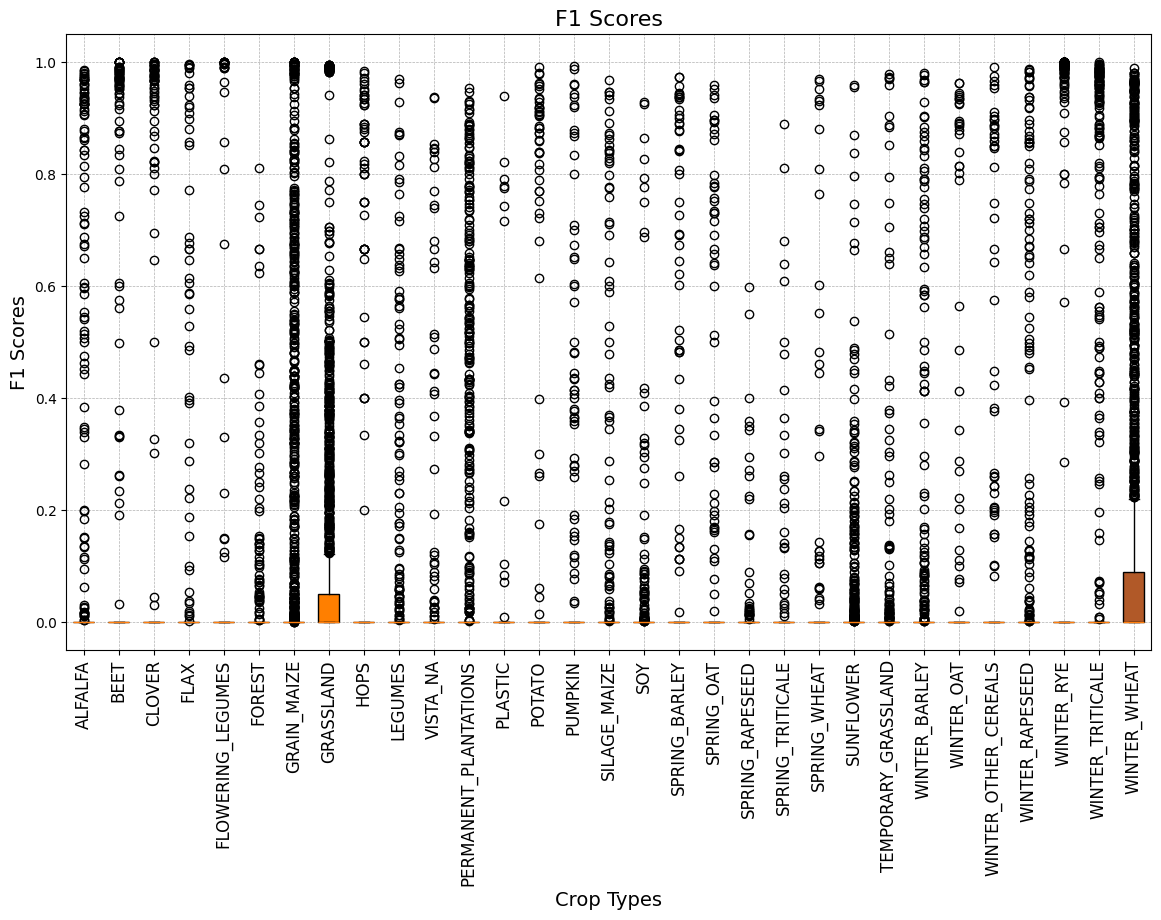 F1 Scores
F1 Scores
1.0
0.8
0.6
0.4
0.2
0.0
ALFALFA
BEET
CLOVER
FLAX
FLOWERING_LEGUMES
FOREST
GRAIN_MAIZE
GRASSLAND
HOPS
LEGUMES
VISTA_NA
PERMANENT_PLANTATIONS
PLASTIC
POTATO
PUMPKIN
SILAGE_MAIZE
SOY
SPRING_BARLEY
SPRING_OAT
SPRING_RAPESEED
SPRING_TRITICALE
SPRING_WHEAT
SUNFLOWER
TEMPORARY_GRASSLAND
WINTER_BARLEY
WINTER_OAT
WINTER_OTHER_CEREALS
WINTER_RAPESEED
WINTER_RYE
WINTER_TRITICALE
WINTER_WHEAT
Crop Types